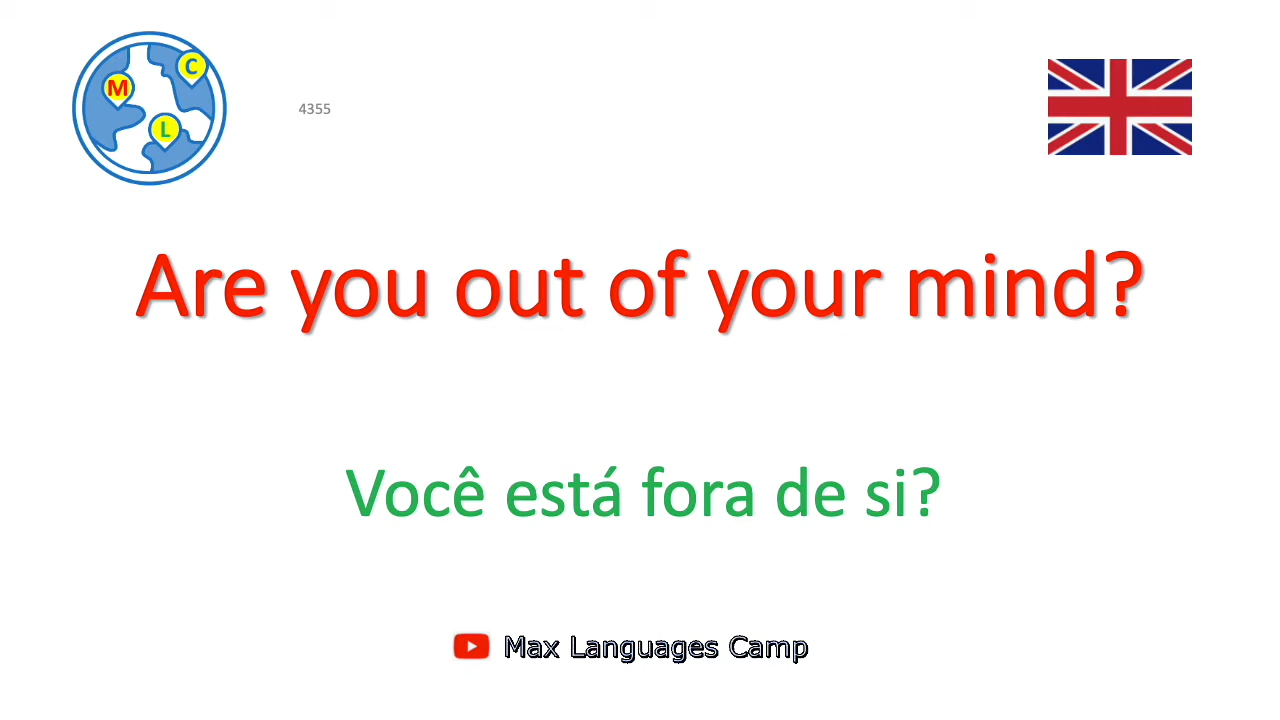 M
C
L
4355
Are you out of your mind?
Você está fora de si?
Max Languages Camp